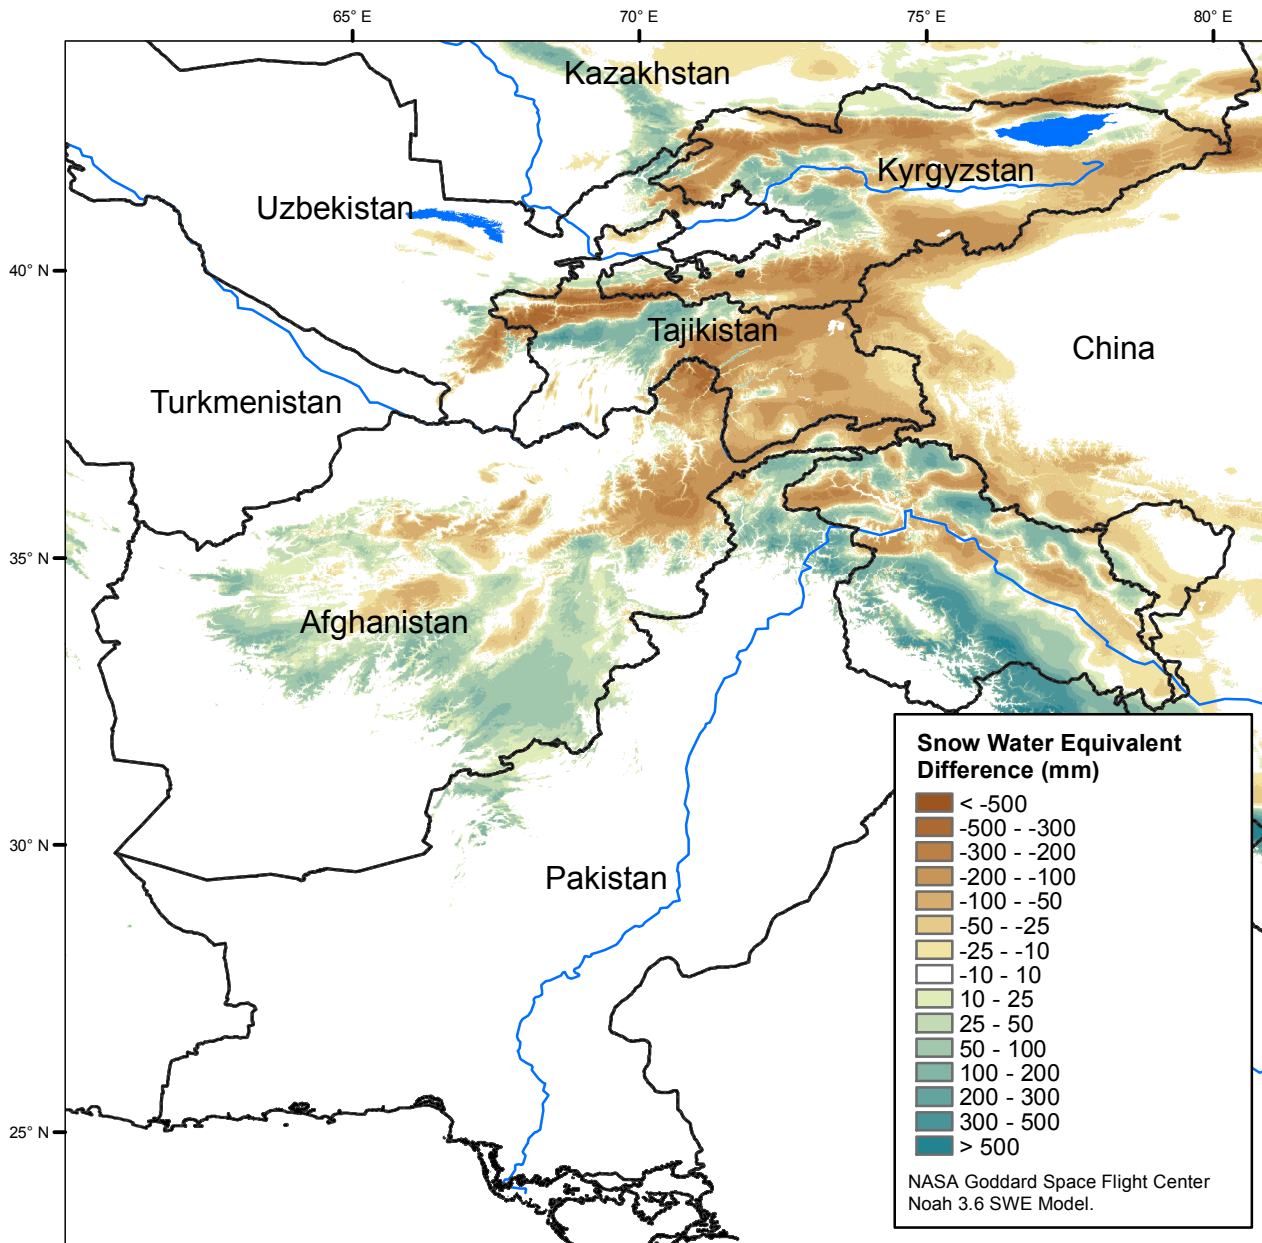 65° E
70° E
75° E
80° E
Kazakhstan
Kyrgyzstan
Uzbekistan
40° N
Tajikistan
China
Turkmenistan
35° N
Afghanistan
Snow Water Equivalent
Difference (mm)
< -500
-500 - -300
-300 - -200
-200 - -100
-100 - -50
-50 - -25
-25 - -10
-10 - 10
10 - 25
25 - 50
50 - 100
100 - 200
200 - 300
300 - 500
> 500
NASA Goddard Space Flight Center
Noah 3.6 SWE Model.
30° N
Pakistan
25° N